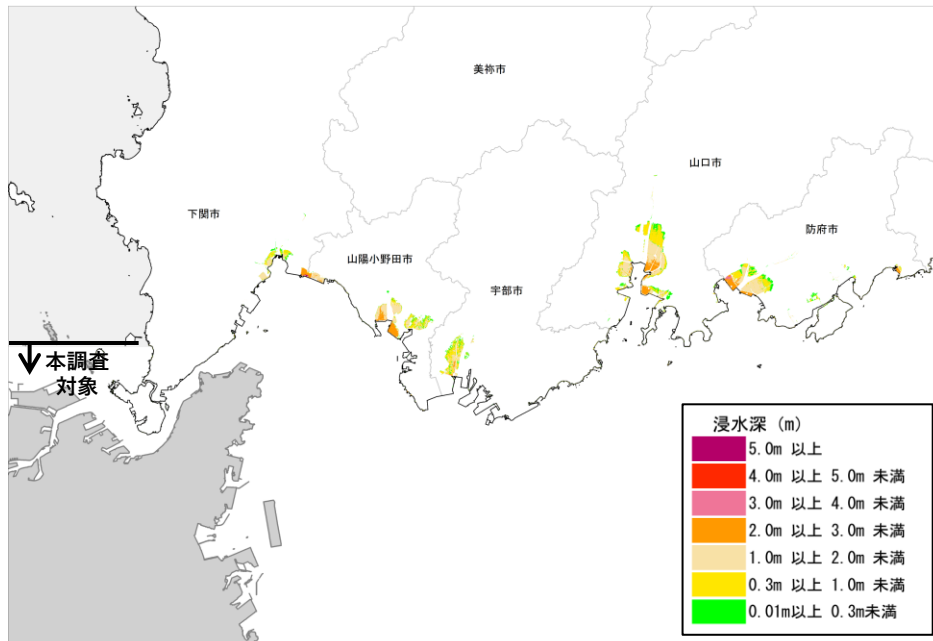 美祢市
山口市
下関市
防府市
山陽小野田市
宇部市
本調査
対象
浸水深 (m)
5.0m 以上
4.0m 以上 5.0m 未満
3.0m 以上 4.0m 未満
2.0m 以上 3.0m 未満
1.0m 以上 2.0m 未満
0.3m 以上 1.0m 未満
0.01m以上 0.3m未満